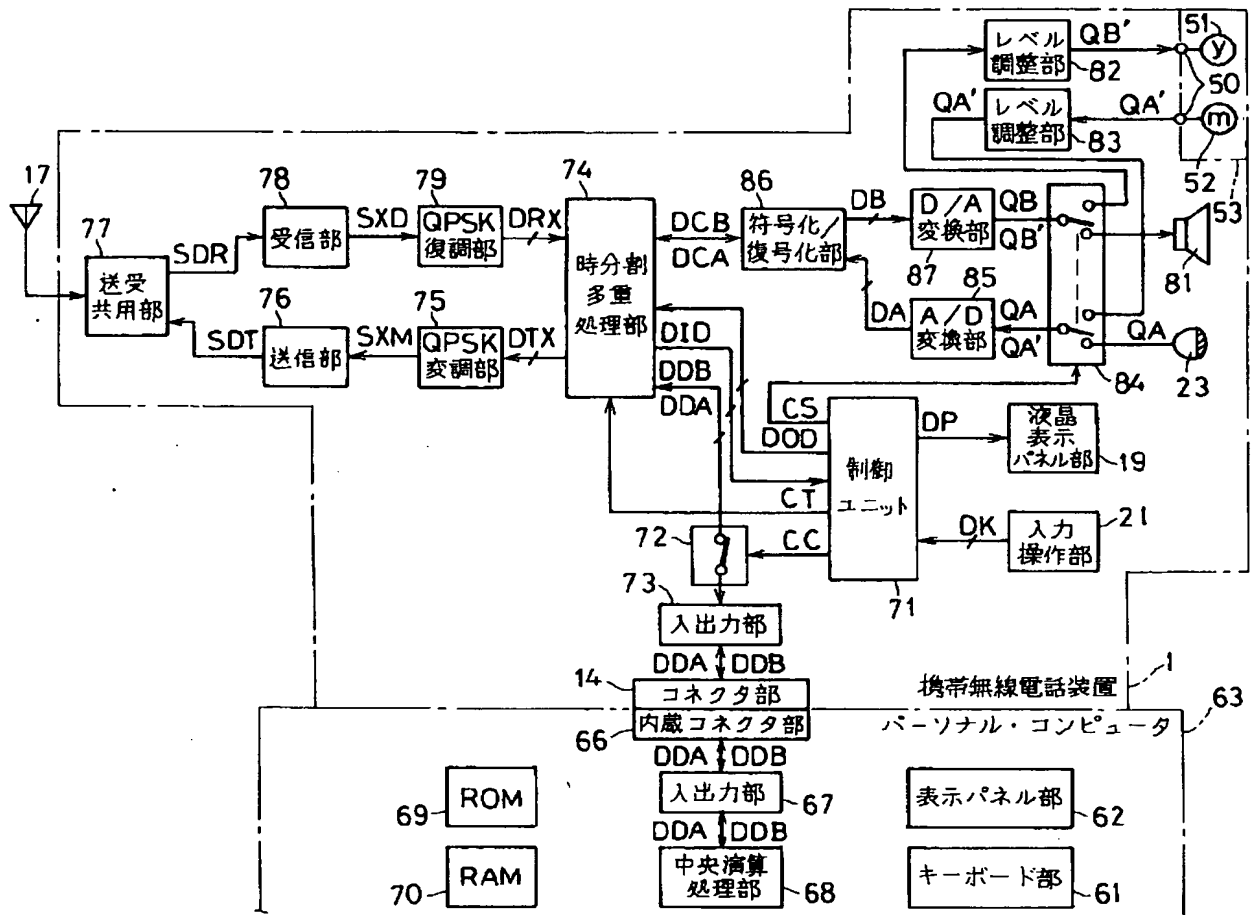 レベル
調整部
QB'
82
51
y
50
QA'
レベル
調整部
QA'
83
m
52
53
17
77
送受
共用部
SDR
SDT
78
受信部
SXD
79
QPSK
復調部
DRX
74
時分割
多重
処理部
76
送信部
SXM
75
QPSK
変調部
DTX
DCB
DCA
86
符号化/
復号化部
DB
D/A
変換部
87
QB
QB'
81
DA
85
A/D
変換部
QA
QA'
QA
23
84
DID
DDB
DDA
CS
DOD
CT
CC
制御
ユニット
71
DP
液晶
表示
パネル部
19
DK
入力
操作部
21
72
73
入出力部
DDA
DDB
14
コネクタ部
携帯無線電話装置
1
66
内蔵コネクタ部
パーソナル・コンピュータ
63
DDA
DDB
ROM
69
入出力部
67
表示パネル部
62
DDA
DDB
RAM
70
中央演算
処理部
68
キーボード部
61